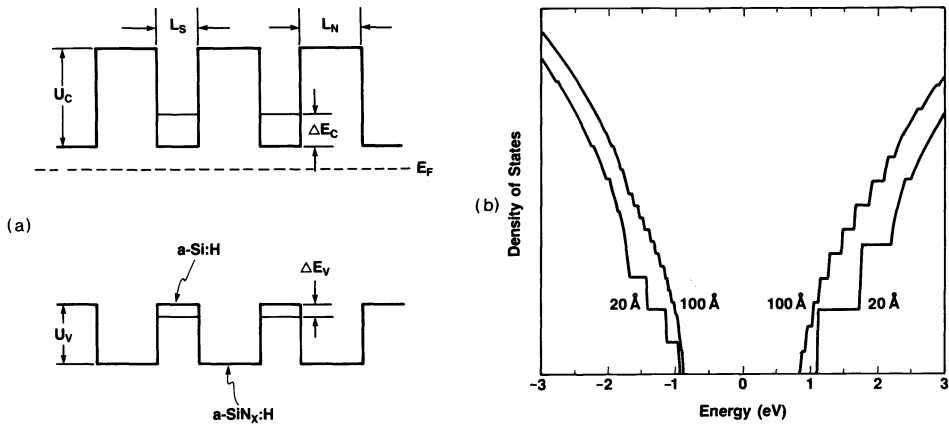 L_S
L_N
U_C
ΔE_C
E_F
(a)
a-Si:H
ΔE_V
U_V
a-SiN_X:H
(b)
Density of States
20 Å
100 Å
100 Å
20 Å
−3
−2
−1
0
1
2
3
Energy (eV)